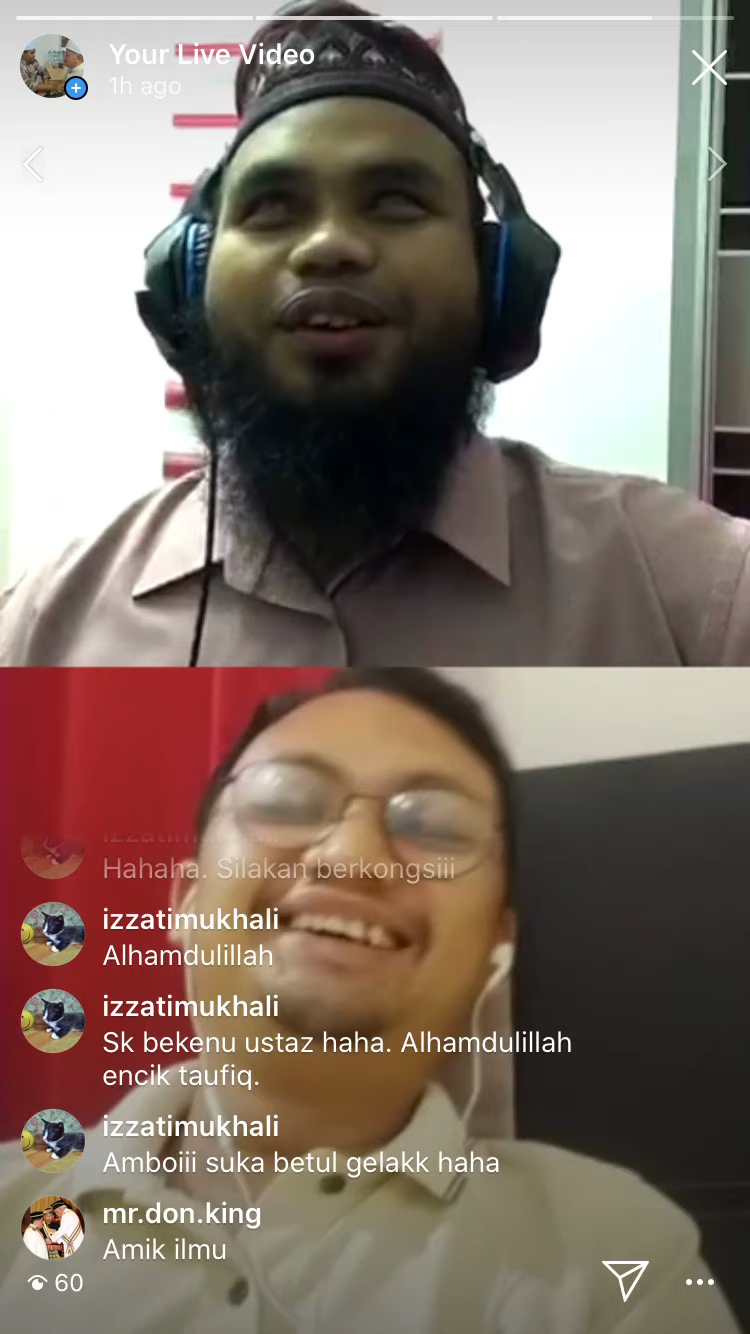 Your Live Video
1h ago
izzatim
Hahaha. Silakan berkongsiii
izzatimukhali
Alhamdulillah
izzatimukhali
Sk bekenu ustaz haha. Alhamdulillah
encik taufiq.
izzatimukhali
Amboiii suka betul gelakk haha
mr.don.king
Amik ilmu
60